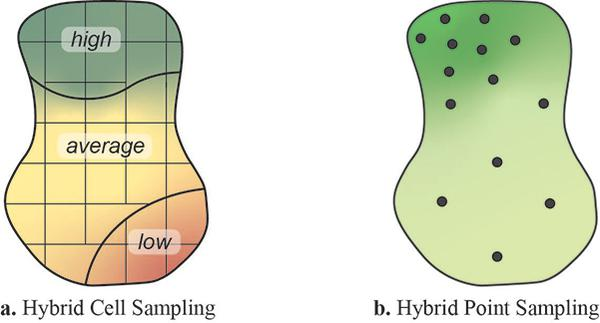 high
average
low
a. Hybrid Cell Sampling
b. Hybrid Point Sampling